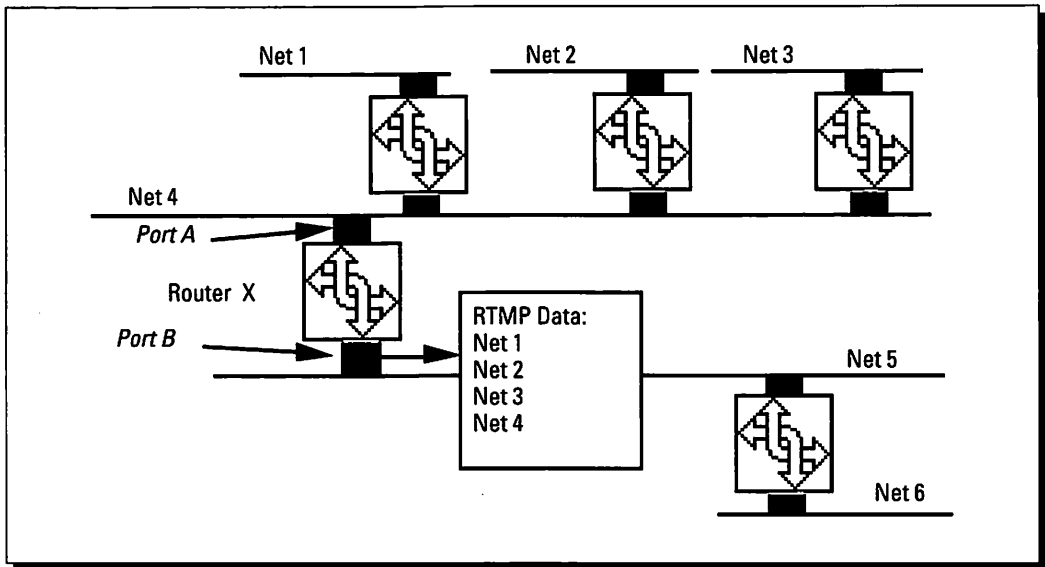 Net 1
Net 2
Net 3
Net 4
Port A
Router X
Port B
RTMP Data:
Net 1
Net 2
Net 3
Net 4
Net 5
Net 6